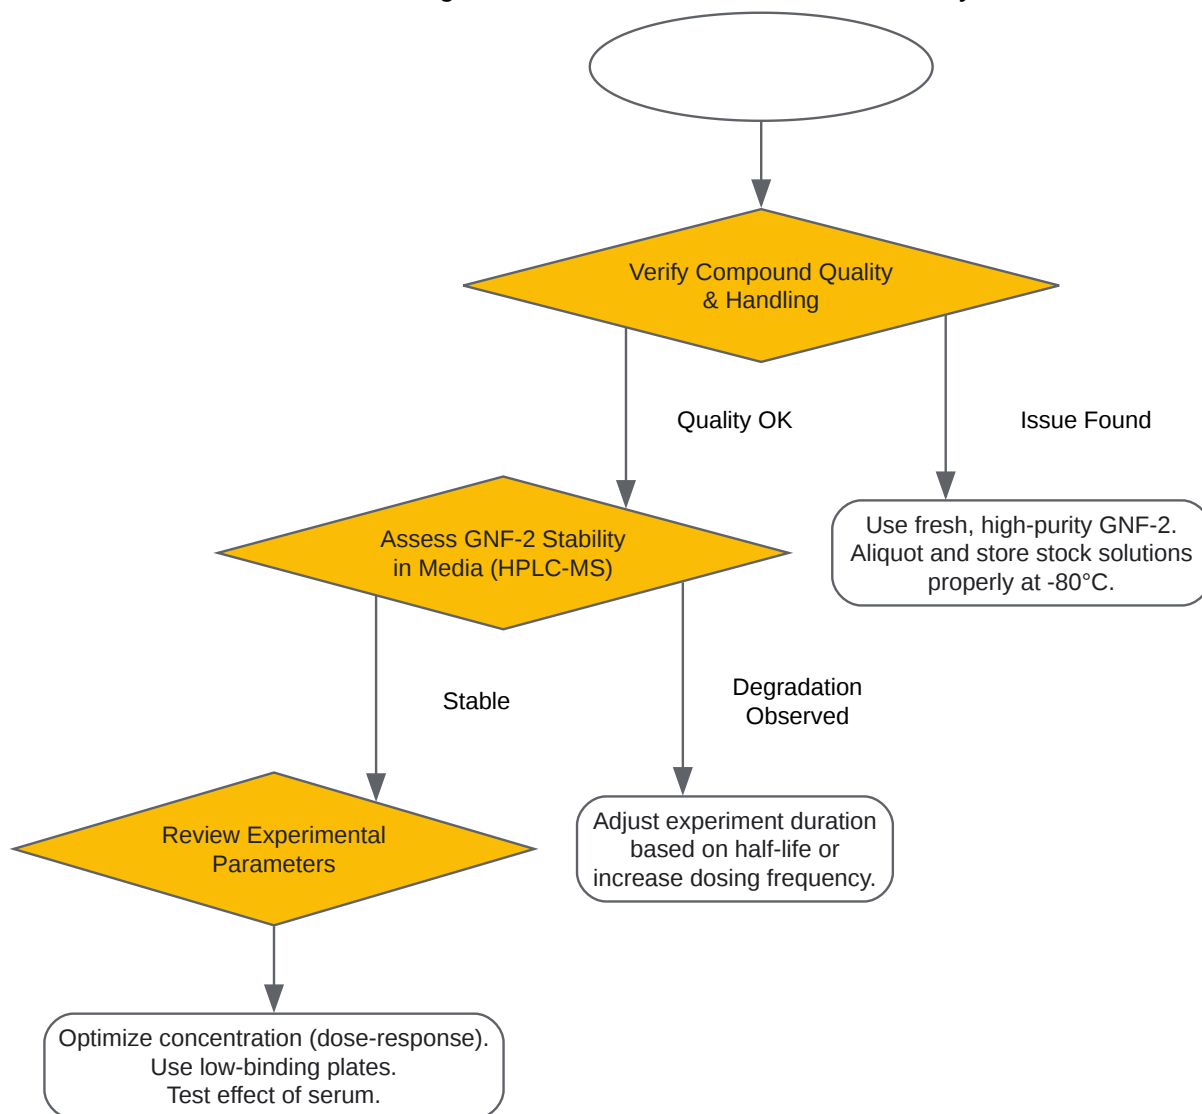 Verify Compound Quality
& Handling
Quality OK
Issue Found
Use fresh, high-purity GNF-2.
Aliquot and store stock solutions
properly at -80°C.
Assess GNF-2 Stability
in Media (HPLC-MS)
Stable
Degradation
Observed
Review Experimental
Parameters
Adjust experiment duration
based on half-life or
increase dosing frequency.
Optimize concentration (dose-response).
Use low-binding plates.
Test effect of serum.